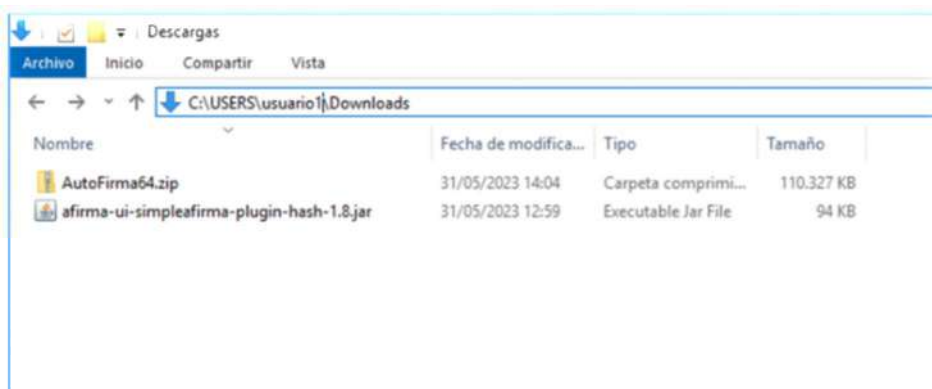 Descargas
Archivo Inicio Compartir Vista
C:\USERS\usuario1\Downloads
Nombre Fecha de modifica... Tipo Tamaño
AutoFirma64.zip 31/05/2023 14:04 Carpeta comprimi... 110.327 KB
afirma-ui-simpleafirma-plugin-hash-1.8.jar 31/05/2023 12:59 Executable Jar File 94 KB